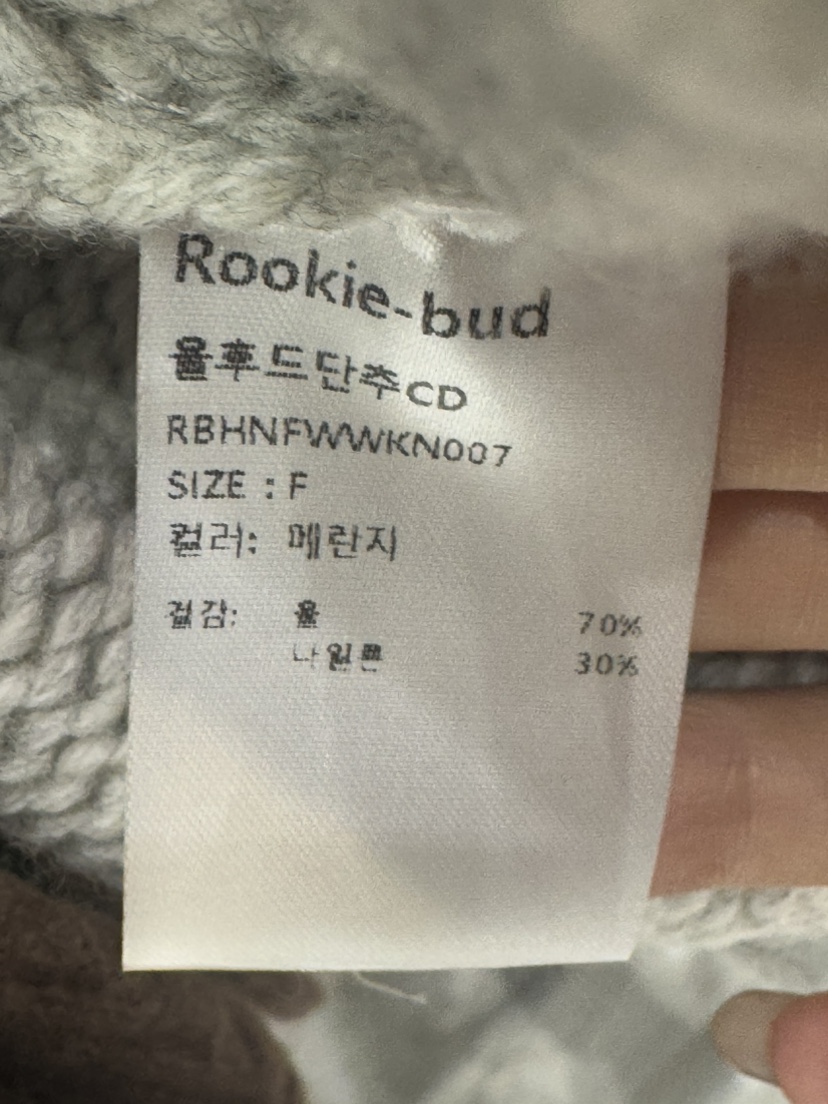 Rookie-bud
울후드단추CD
RBHNFWWKN007
SIZE : F
컬러: 메란지
겉감: 울 70%
나일론 30%